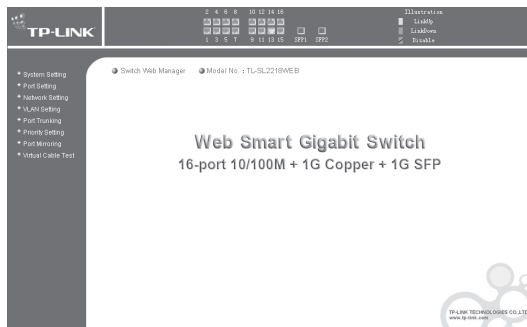 TP-LINK
2 4 6 8 10 12 14 16
1 3 5 7 9 11 13 15 SFP1 SFP2
Illustration
LinkUp
LinkDown
Disable
System Setting
Port Setting
Network Setting
VLAN Setting
Port Trunking
Priority Setting
Port Mirroring
Virtual Cable Test
Switch Web Manager Model No. : TL-SL2218WEB
Web Smart Gigabit Switch
16-port 10/100M + 1G Copper + 1G SFP
TP-LINK TECHNOLOGIES CO.,LTD
www.tp-link.com